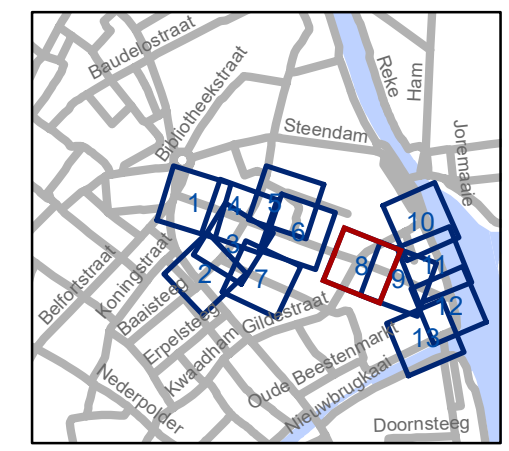 Baudelostraat
Bibliotheekstraat
Reke
Ham
Steendam
Joremaaie
1
4
5
6
3
2
7
8
9
10
11
12
13
Belfortstraat
Koningstraat
Baaisteeg
Erpelsteeg
Kwaadham
Gildestraat
Oude Beestenmarkt
Nieuwbrugkaai
Nederpolder
Doornsteeg